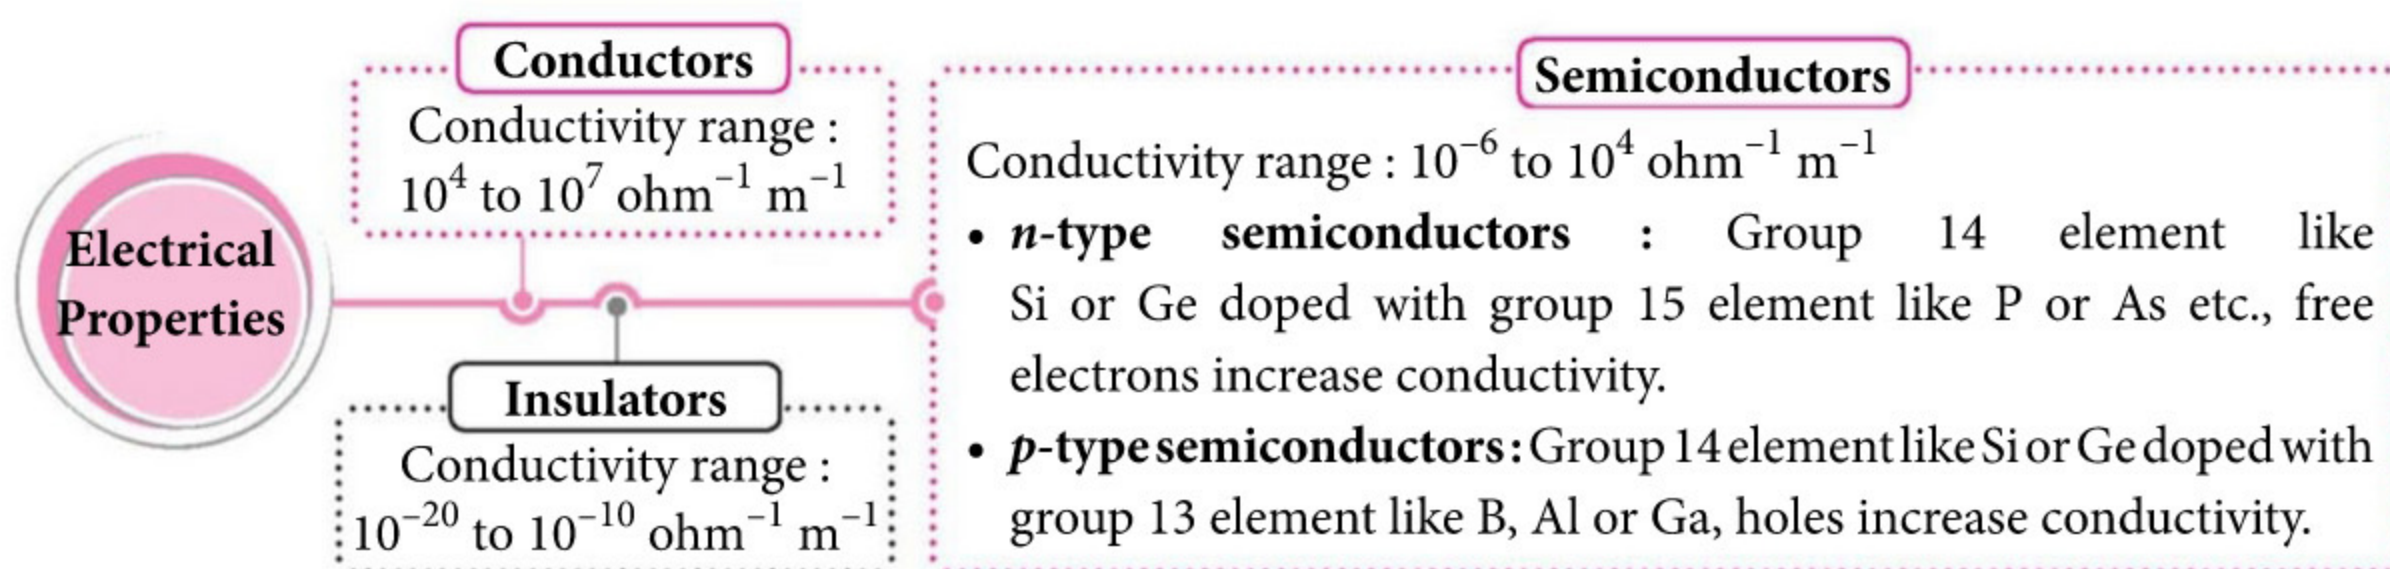 Electrical
Properties
Conductors
Conductivity range :
10⁴ to 10⁷ ohm⁻¹ m⁻¹
Insulators
Conductivity range :
10⁻²⁰ to 10⁻¹⁰ ohm⁻¹ m⁻¹
Semiconductors
Conductivity range : 10⁻⁶ to 10⁴ ohm⁻¹ m⁻¹
• n-type semiconductors : Group 14 element like
Si or Ge doped with group 15 element like P or As etc., free
electrons increase conductivity.
• p-type semiconductors : Group 14 element like Si or Ge doped with
group 13 element like B, Al or Ga, holes increase conductivity.